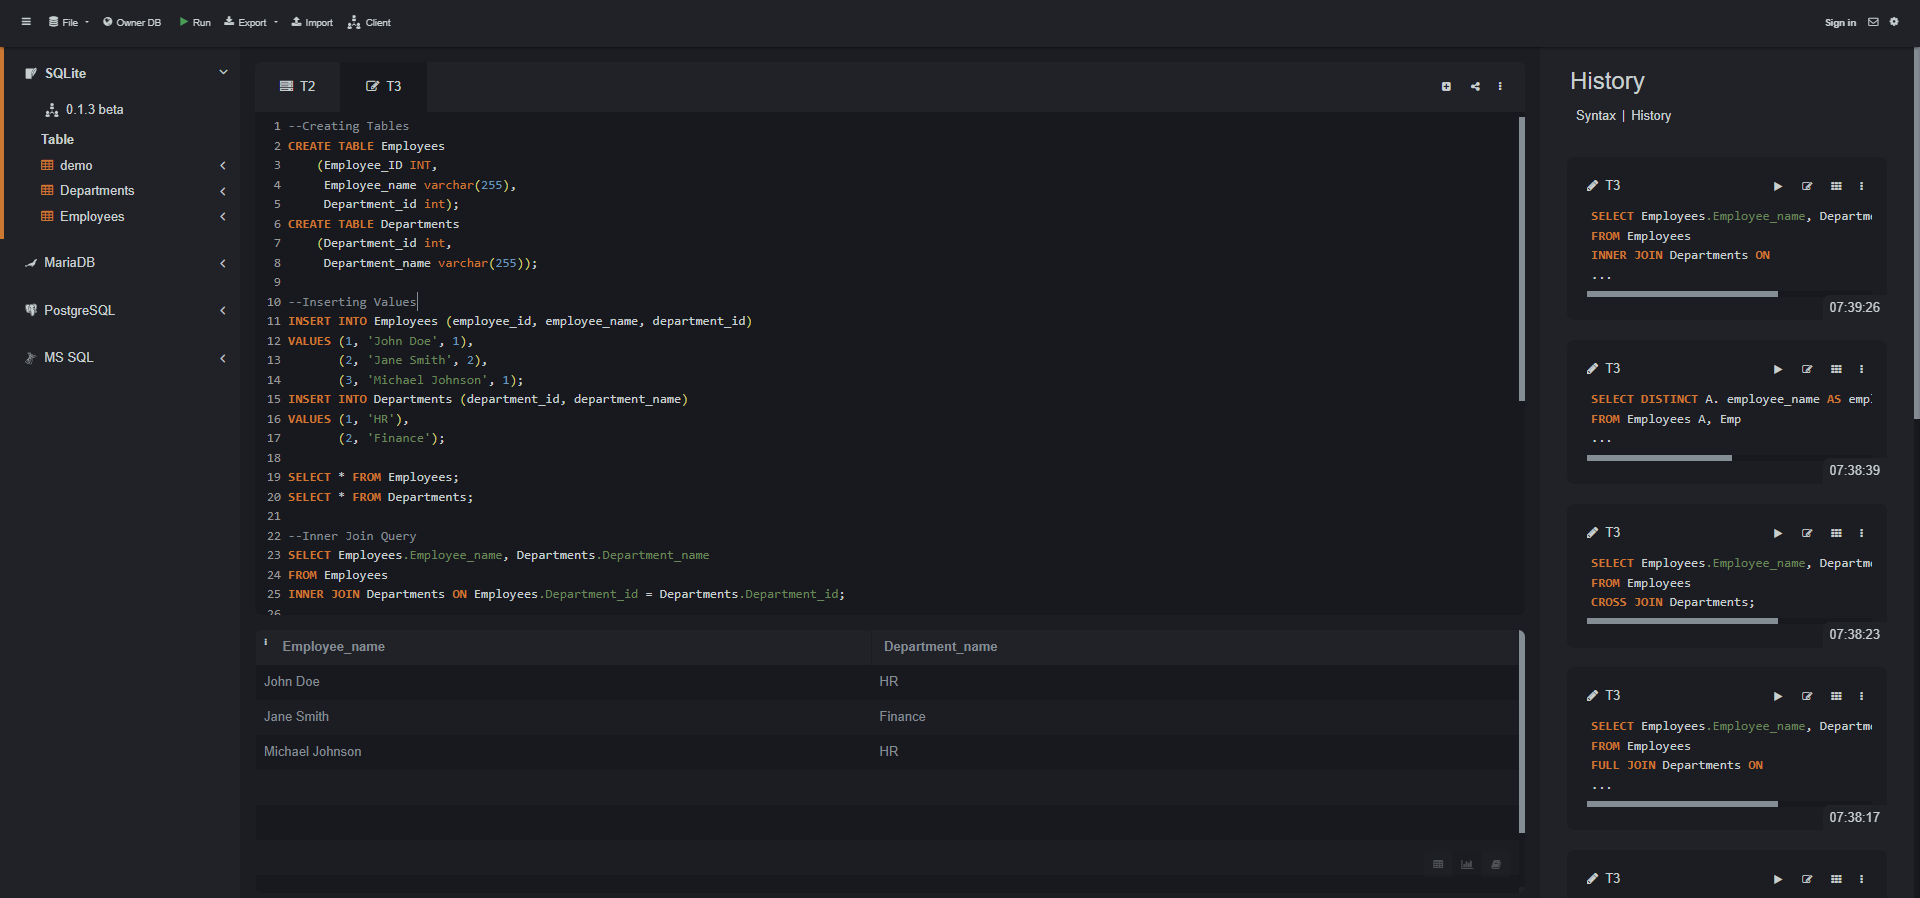 File Owner DB Run Export Import Client Sign in
SQLite
0.1.3 beta
Table
demo
Departments
Employees
MariaDB
PostgreSQL
MS SQL
T2 T3
1 --Creating Tables
2 CREATE TABLE Employees
3 (Employee_ID INT,
4 Employee_name varchar(255),
5 Department_id int);
6 CREATE TABLE Departments
7 (Department_id int,
8 Department_name varchar(255));
9
10 --Inserting Values
11 INSERT INTO Employees (employee_id, employee_name, department_id)
12 VALUES (1, 'John Doe', 1),
13 (2, 'Jane Smith', 2),
14 (3, 'Michael Johnson', 1);
15 INSERT INTO Departments (department_id, department_name)
16 VALUES (1, 'HR'),
17 (2, 'Finance');
18
19 SELECT * FROM Employees;
20 SELECT * FROM Departments;
21
22 --Inner Join Query
23 SELECT Employees.Employee_name, Departments.Department_name
24 FROM Employees
25 INNER JOIN Departments ON Employees.Department_id = Departments.Department_id;
26
Employee_name Department_name
John Doe HR
Jane Smith Finance
Michael Johnson HR
History
Syntax | History
T3
SELECT Employees.Employee_name, Departm
FROM Employees
INNER JOIN Departments ON
...
07:39:26
T3
SELECT DISTINCT A. employee_name AS empl
FROM Employees A, Emp
...
07:38:39
T3
SELECT Employees.Employee_name, Departm
FROM Employees
CROSS JOIN Departments;
07:38:23
T3
SELECT Employees.Employee_name, Departm
FROM Employees
FULL JOIN Departments ON
...
07:38:17
T3